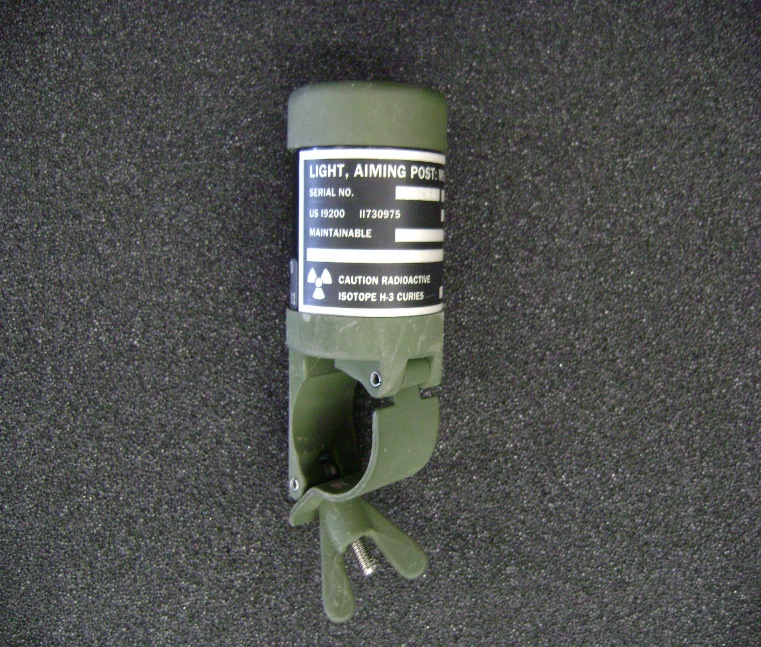 LIGHT, AIMING POST:
SERIAL NO.
US 19200 11730975
MAINTAINABLE
CAUTION RADIOACTIVE
ISOTOPE H-3 CURIES